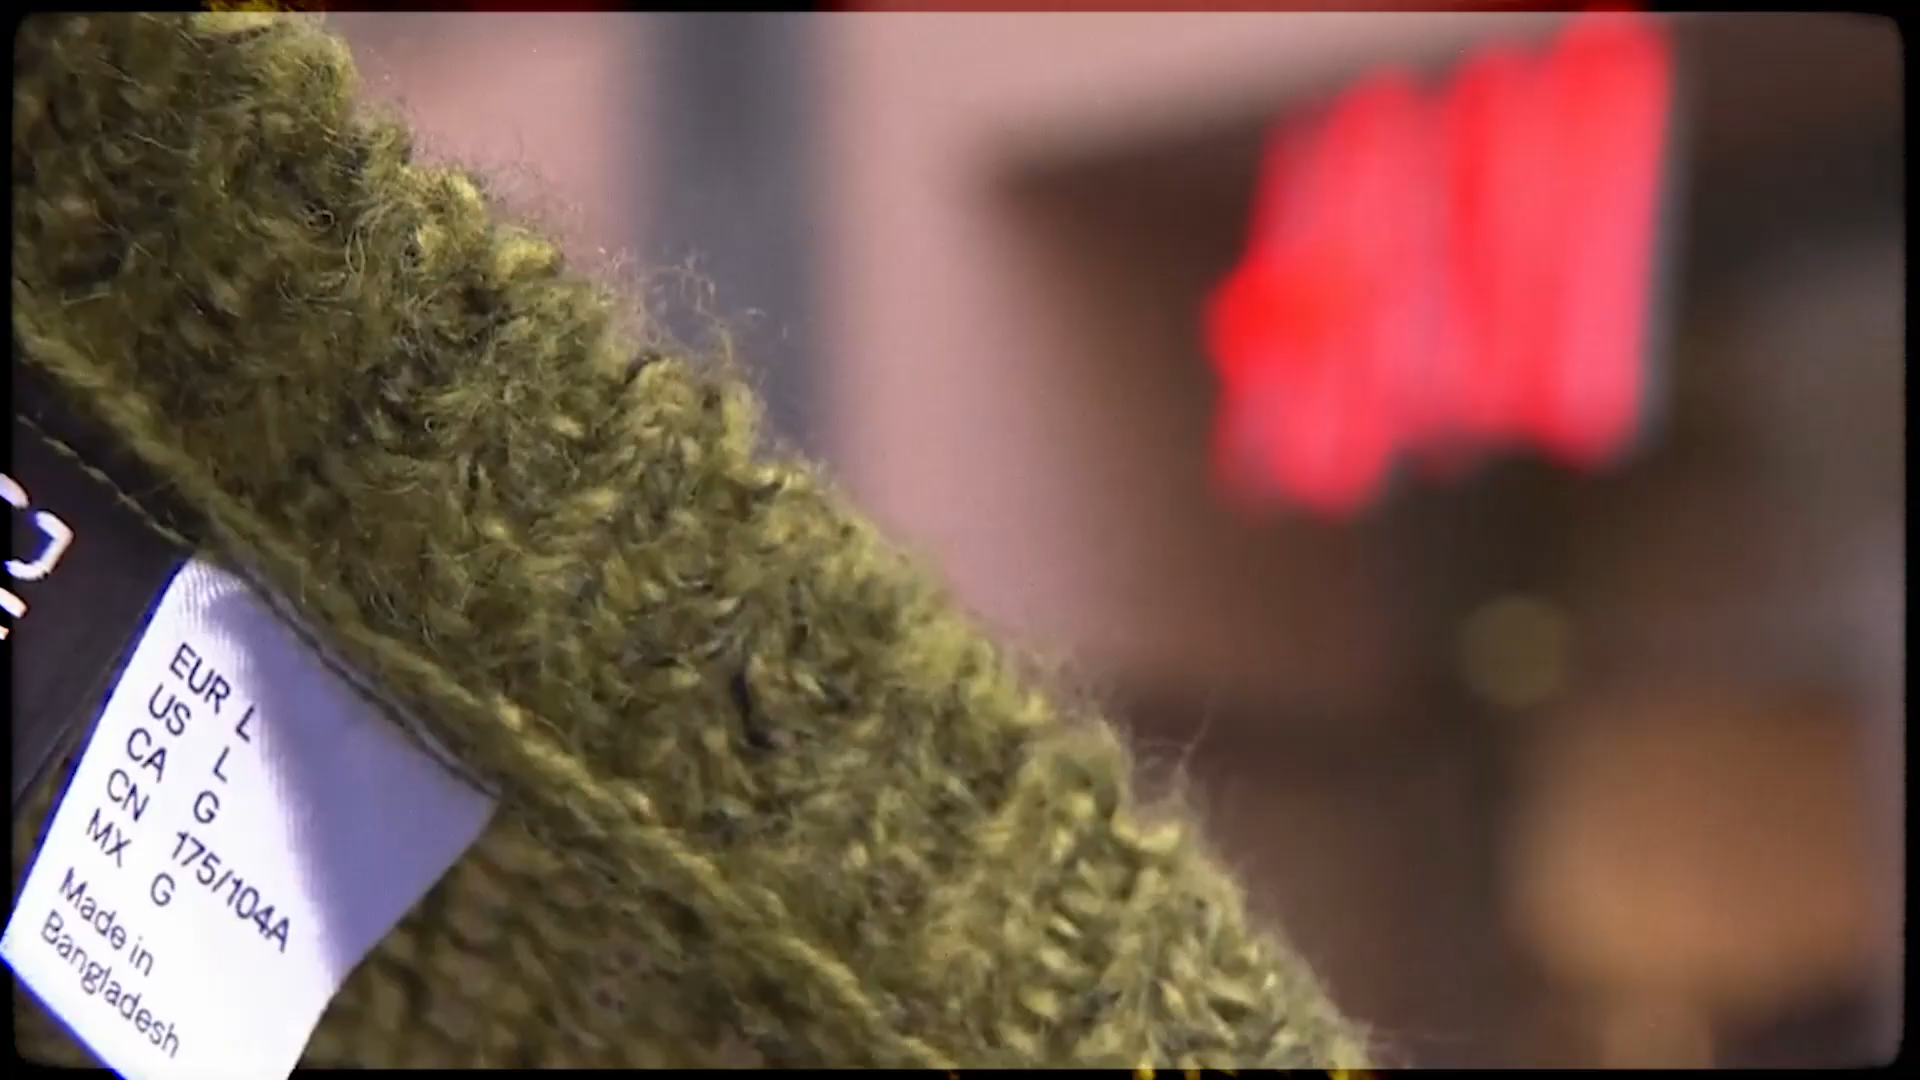 EUR L
US L
CA G
CN 175/104A
MX G
Made in
Bangladesh